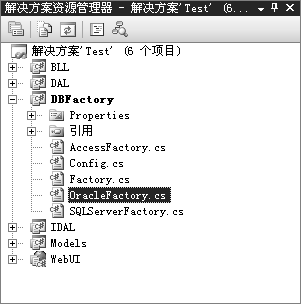 解决方案资源管理器 - 解决方案'Test' (6...
解决方案'Test' (6 个项目)
BLL
DAL
DBFactory
Properties
引用
AccessFactory.cs
Config.cs
Factory.cs
OracleFactory.cs
SQLServerFactory.cs
IDAL
Models
WebUI